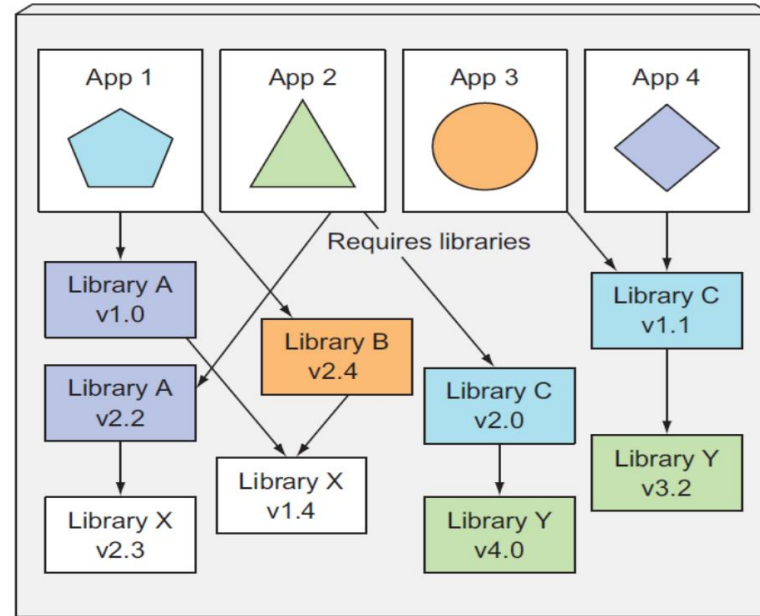 App 1
App 2
App 3
App 4
Requires libraries
Library A
v1.0
Library B
v2.4
Library C
v1.1
Library A
v2.2
Library C
v2.0
Library X
v1.4
Library Y
v3.2
Library X
v2.3
Library Y
v4.0